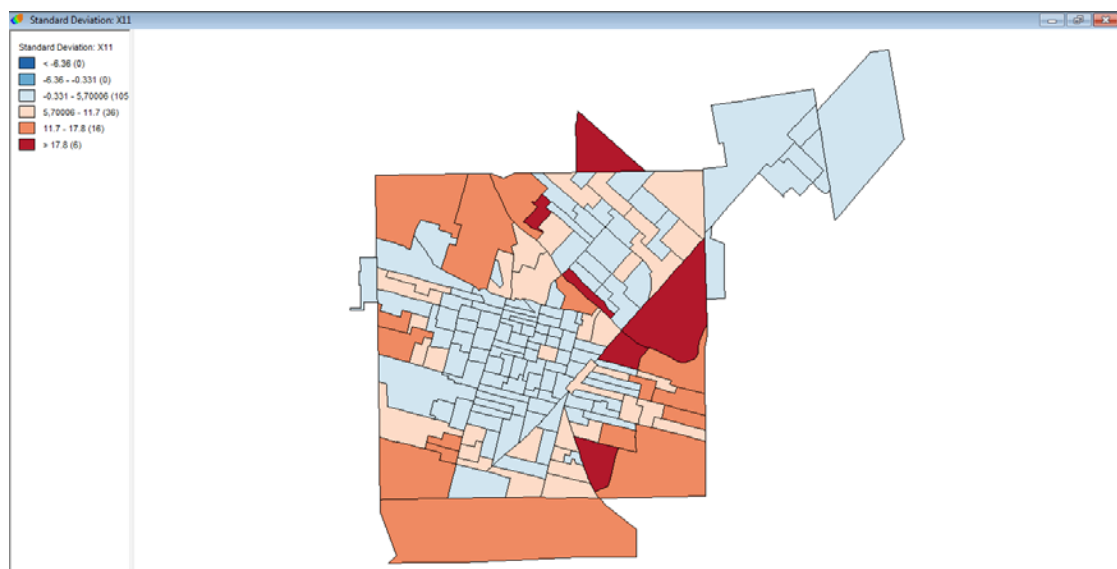 Standard Deviation: X11
Standard Deviation: X11
< -6.36 (0)
-6.36 - -0.331 (0)
-0.331 - 5,70006 (105
5,70006 - 11.7 (36)
11.7 - 17.8 (16)
> 17.8 (6)